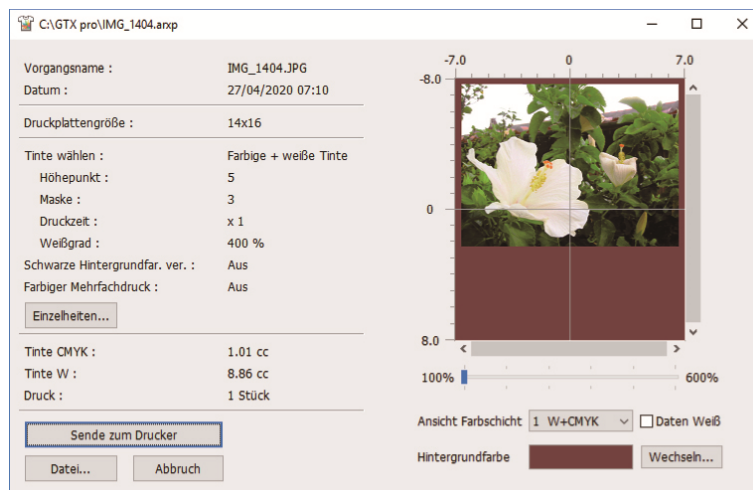 C:\GTX pro\IMG_1404.arxp
Vorgangsname : IMG_1404.JPG
Datum : 27/04/2020 07:10
Druckplattengröße : 14x16
Tinte wählen : Farbige + weiße Tinte
Höhepunkt : 5
Maske : 3
Druckzeit : x 1
Weißgrad : 400 %
Schwarze Hintergrundfar. ver. : Aus
Farbiger Mehrfachdruck : Aus
Einzelheiten...
Tinte CMYK : 1.01 cc
Tinte W : 8.86 cc
Druck : 1 Stück
Sende zum Drucker
Datei... Abbruch
-7.0 0 7.0
-8.0
0
8.0
100% 600%
Ansicht Farbschicht 1 W+CMYK Daten Weiß
Hintergrundfarbe Wechseln...